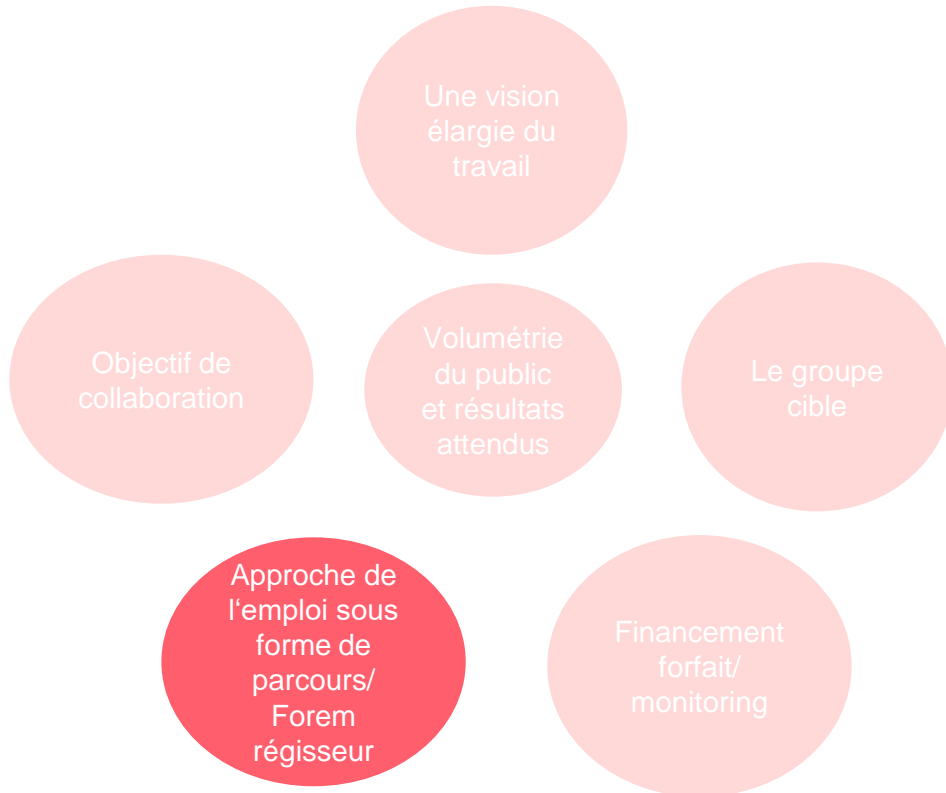 Une vision
élargie du
travail
Objectif de
collaboration
Volumétrie
du public
et résultats
attendus
Le groupe
cible
Approche de
l‘emploi sous
forme de
parcours/
Forem
régisseur
Financement
forfait/
monitoring